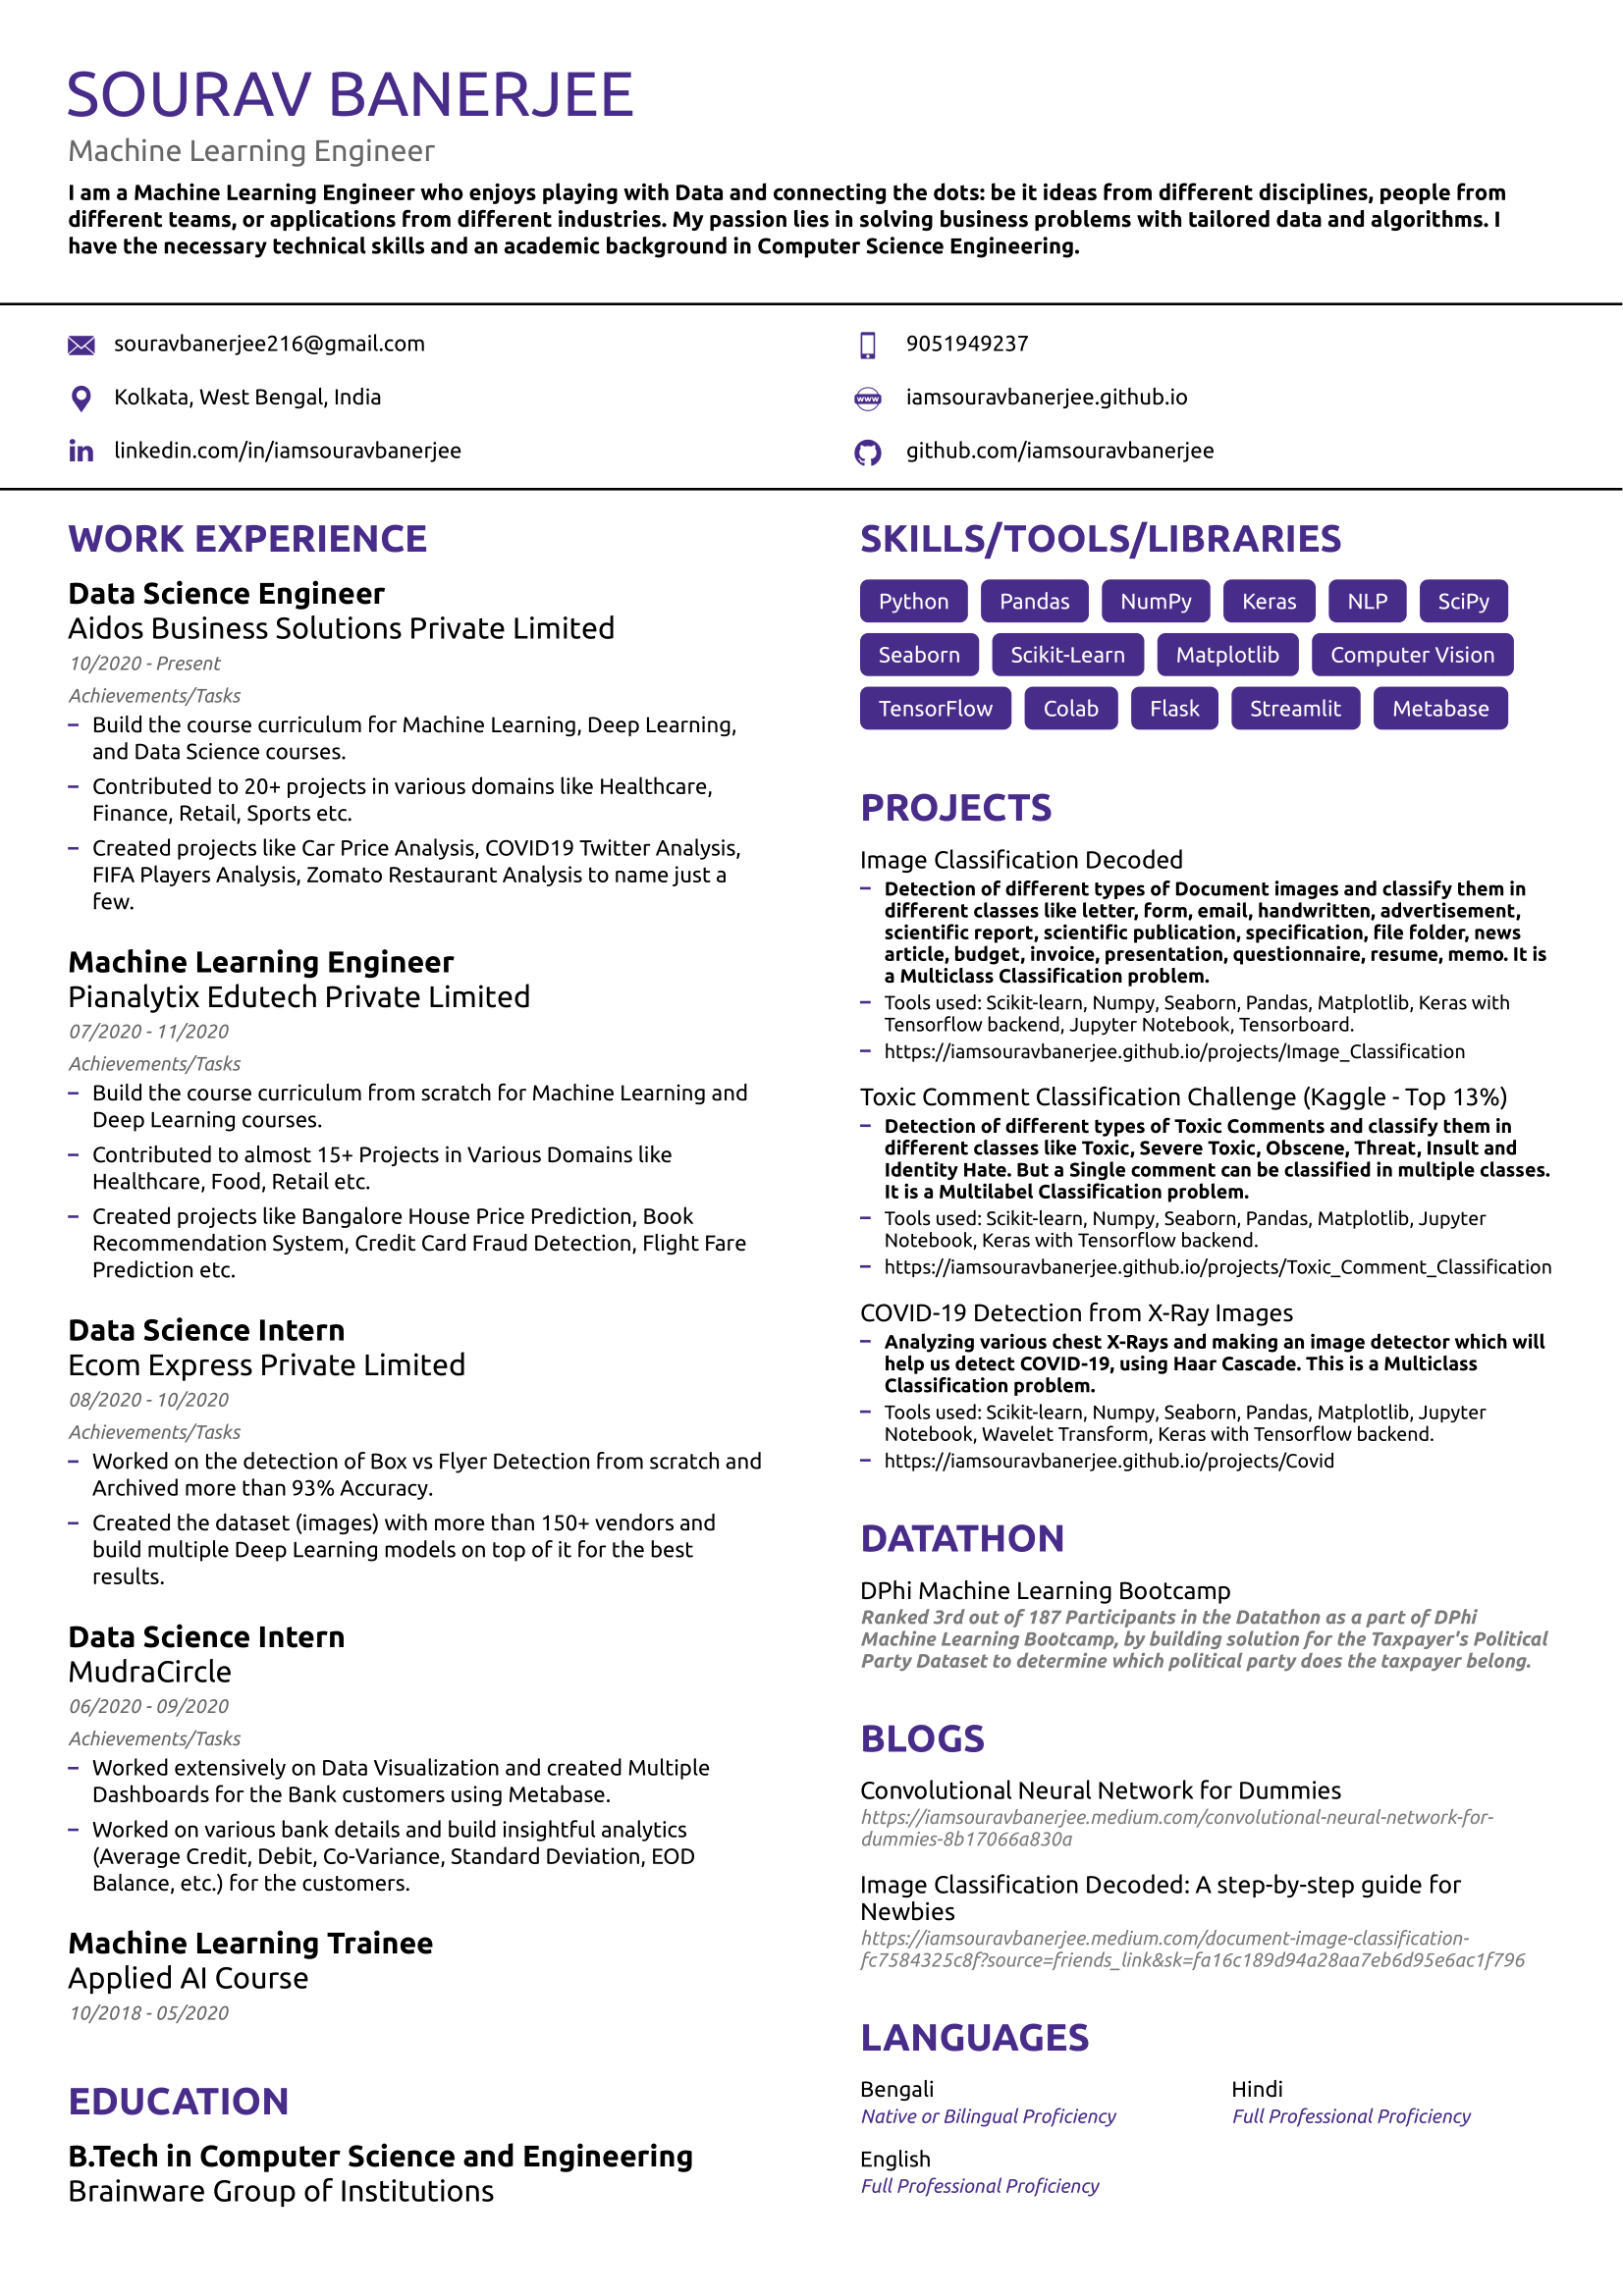 SOURAV BANERJEE
Machine Learning Engineer
I am a Machine Learning Engineer who enjoys playing with Data and connecting the dots: be it ideas from different disciplines, people from
different teams, or applications from different industries. My passion lies in solving business problems with tailored data and algorithms. I
have the necessary technical skills and an academic background in Computer Science Engineering.
souravbanerjee216@gmail.com
9051949237
Kolkata, West Bengal, India
iamsouravbanerjee.github.io
linkedin.com/in/iamsouravbanerjee
github.com/iamsouravbanerjee
WORK EXPERIENCE
Data Science Engineer
Aidos Business Solutions Private Limited
10/2020 - Present
Achievements/Tasks
– Build the course curriculum for Machine Learning, Deep Learning,
and Data Science courses.
– Contributed to 20+ projects in various domains like Healthcare,
Finance, Retail, Sports etc.
– Created projects like Car Price Analysis, COVID19 Twitter Analysis,
FIFA Players Analysis, Zomato Restaurant Analysis to name just a
few.
Machine Learning Engineer
Pianalytix Edutech Private Limited
07/2020 - 11/2020
Achievements/Tasks
– Build the course curriculum from scratch for Machine Learning and
Deep Learning courses.
– Contributed to almost 15+ Projects in Various Domains like
Healthcare, Food, Retail etc.
– Created projects like Bangalore House Price Prediction, Book
Recommendation System, Credit Card Fraud Detection, Flight Fare
Prediction etc.
Data Science Intern
Ecom Express Private Limited
08/2020 - 10/2020
Achievements/Tasks
– Worked on the detection of Box vs Flyer Detection from scratch and
Archived more than 93% Accuracy.
– Created the dataset (images) with more than 150+ vendors and
build multiple Deep Learning models on top of it for the best
results.
Data Science Intern
MudraCircle
06/2020 - 09/2020
Achievements/Tasks
– Worked extensively on Data Visualization and created Multiple
Dashboards for the Bank customers using Metabase.
– Worked on various bank details and build insightful analytics
(Average Credit, Debit, Co-Variance, Standard Deviation, EOD
Balance, etc.) for the customers.
Machine Learning Trainee
Applied AI Course
10/2018 - 05/2020
EDUCATION
B.Tech in Computer Science and Engineering
Brainware Group of Institutions
SKILLS/TOOLS/LIBRARIES
Python Pandas NumPy Keras NLP SciPy
Seaborn Scikit-Learn Matplotlib Computer Vision
TensorFlow Colab Flask Streamlit Metabase
PROJECTS
Image Classification Decoded
– Detection of different types of Document images and classify them in
different classes like letter, form, email, handwritten, advertisement,
scientific report, scientific publication, specification, file folder, news
article, budget, invoice, presentation, questionnaire, resume, memo. It is
a Multiclass Classification problem.
– Tools used: Scikit-learn, Numpy, Seaborn, Pandas, Matplotlib, Keras with
Tensorflow backend, Jupyter Notebook, Tensorboard.
– https://iamsouravbanerjee.github.io/projects/Image_Classification
Toxic Comment Classification Challenge (Kaggle - Top 13%)
– Detection of different types of Toxic Comments and classify them in
different classes like Toxic, Severe Toxic, Obscene, Threat, Insult and
Identity Hate. But a Single comment can be classified in multiple classes.
It is a Multilabel Classification problem.
– Tools used: Scikit-learn, Numpy, Seaborn, Pandas, Matplotlib, Jupyter
Notebook, Keras with Tensorflow backend.
– https://iamsouravbanerjee.github.io/projects/Toxic_Comment_Classification
COVID-19 Detection from X-Ray Images
– Analyzing various chest X-Rays and making an image detector which will
help us detect COVID-19, using Haar Cascade. This is a Multiclass
Classification problem.
– Tools used: Scikit-learn, Numpy, Seaborn, Pandas, Matplotlib, Jupyter
Notebook, Wavelet Transform, Keras with Tensorflow backend.
– https://iamsouravbanerjee.github.io/projects/Covid
DATATHON
DPhi Machine Learning Bootcamp
Ranked 3rd out of 187 Participants in the Datathon as a part of DPhi
Machine Learning Bootcamp, by building solution for the Taxpayer's Political
Party Dataset to determine which political party does the taxpayer belong.
BLOGS
Convolutional Neural Network for Dummies
https://iamsouravbanerjee.medium.com/convolutional-neural-network-for-
dummies-8b17066a830a
Image Classification Decoded: A step-by-step guide for
Newbies
https://iamsouravbanerjee.medium.com/document-image-classification-
fc7584325c8f?source=friends_link&sk=fa16c189d94a28aa7eb6d95e6ac1f796
LANGUAGES
Bengali
Native or Bilingual Proficiency
Hindi
Full Professional Proficiency
English
Full Professional Proficiency